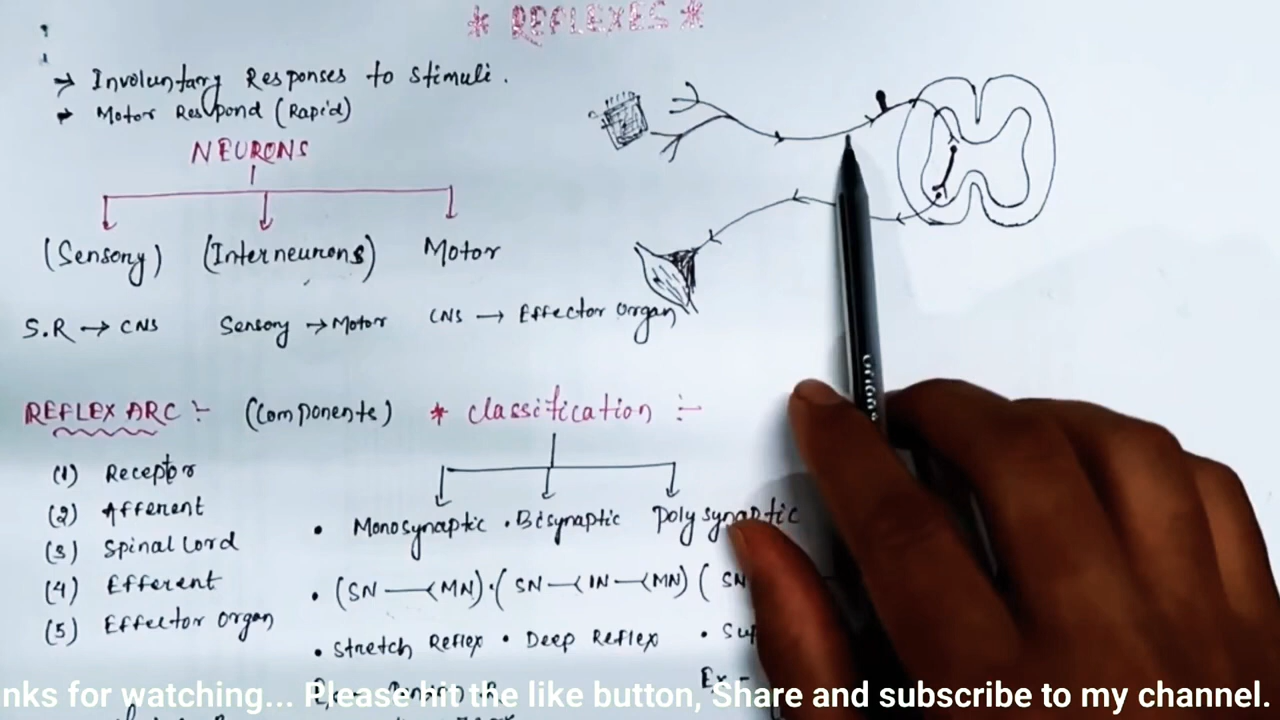 * REFLEXES *
→ Involuntary Responses to stimuli.
→ Motor Respond (Rapid)
NEURONS
(Sensory) (Interneurons) Motor
S.R → CNS Sensory → Motor CNS → Effector Organ
REFLEX ARC :- (Components) * Classification :-
(1) Receptor
(2) Afferent
(3) Spinal Cord
(4) Efferent
(5) Effector Organ
• Monosynaptic • Bisynaptic Polysynaptic
• (SN —< MN) • (SN —< IN —< MN) ( SN
• Stretch Reflex • Deep Reflex •
Ex -
nks for watching... Please hit the like button, Share and subscribe to my channel.